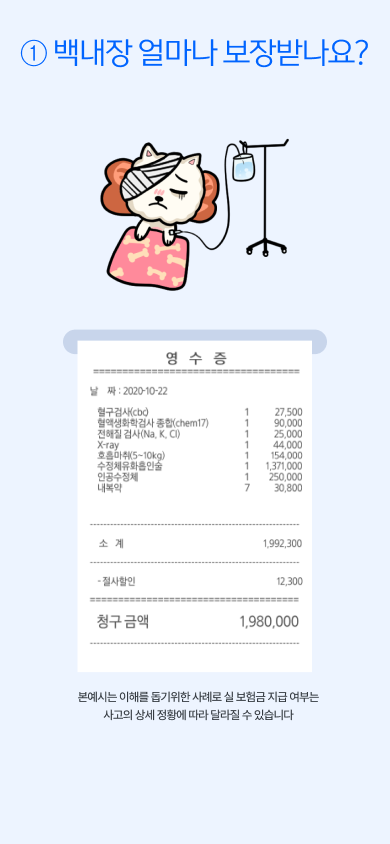 ① 백내장 얼마나 보장받나요?
영 수 증
==========================================
날 짜 : 2020-10-22
혈구검사(cbc) 1 27,500
혈액생화학검사 종합(chem17) 1 90,000
전해질 검사(Na, K, Cl) 1 25,000
X-ray 1 44,000
호흡마취(5~10kg) 1 154,000
수정체유화흡인술 1 1,371,000
인공수정체 1 250,000
내복약 7 30,800
------------------------------------------------------------
소 계 1,992,300
------------------------------------------------------------
- 절사할인 12,300
==========================================
청구 금액 1,980,000
------------------------------------------------------------
본예시는 이해를 돕기위한 사례로 실 보험금 지급 여부는
사고의 상세 정황에 따라 달라질 수 있습니다